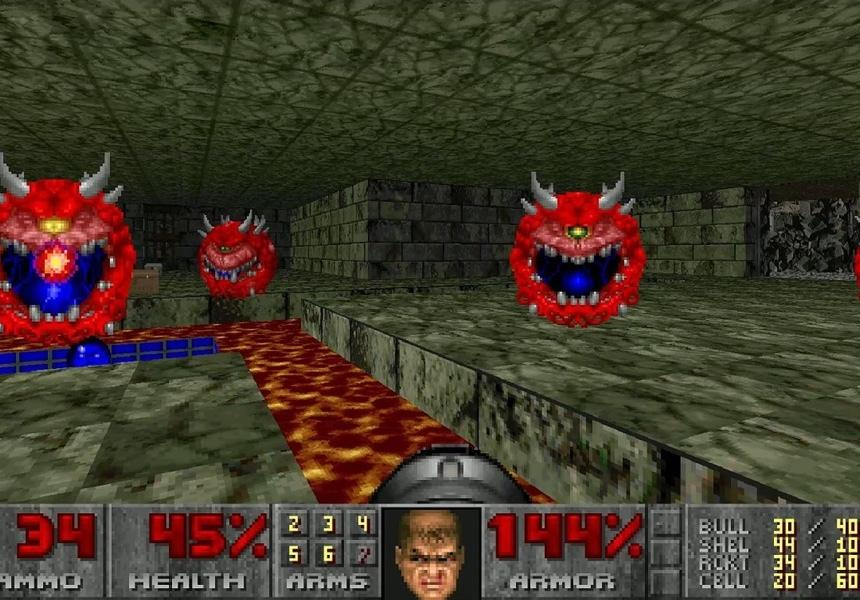 34 45% 2 3 4 144% BULL 30 / 40
5 6 7 SHEL 44 / 10
RCKT 34 / 10
AMMO HEALTH ARMS ARMOR CELL 20 / 60